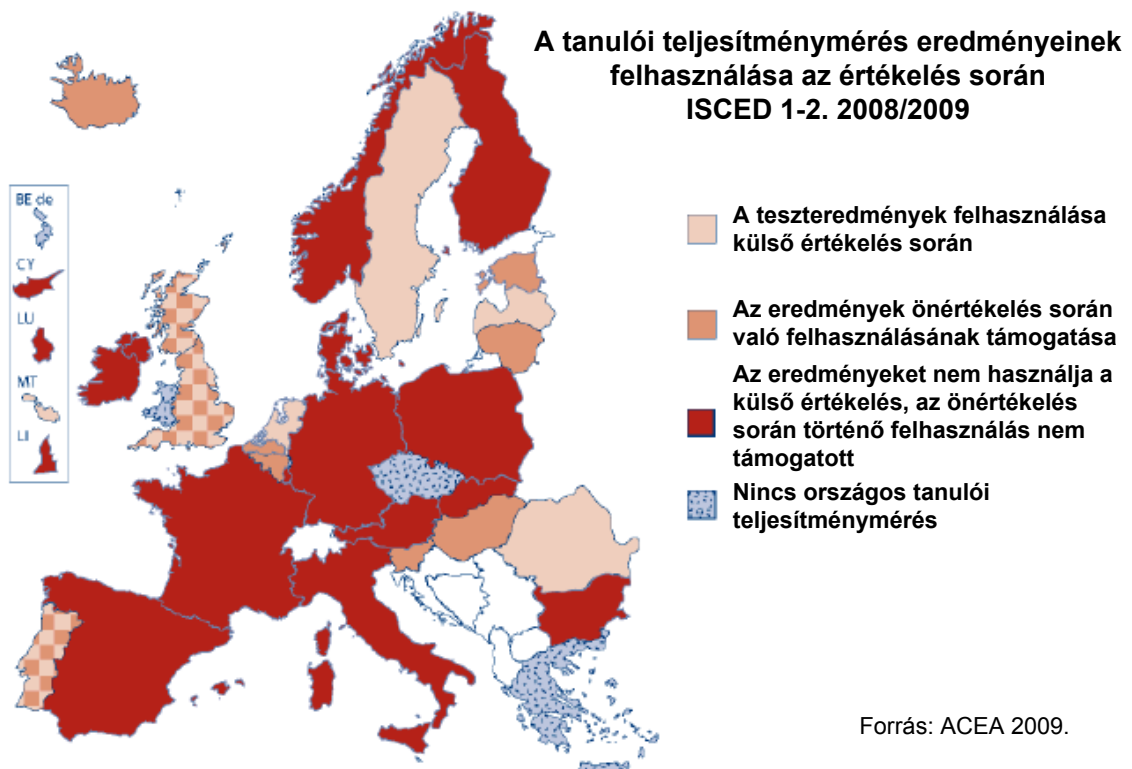 A tanulói teljesítménymérés eredményeinek
felhasználása az értékelés során
ISCED 1-2. 2008/2009
BE de
CY
LU
MT
LI
A teszteredmények felhasználása
külső értékelés során
Az eredmények önértékelés során
való felhasználásának támogatása
Az eredményeket nem használja a
külső értékelés, az önértékelés
során történő felhasználás nem
támogatott
Nincs országos tanulói
teljesítménymérés
Forrás: ACEA 2009.